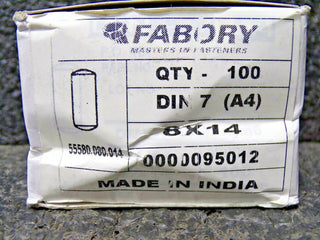 FABORY
MASTERS IN FASTENERS
QTY - 100
DIN 7 (A4)
8X14
55580.080.014
0000095012
MADE IN INDIA